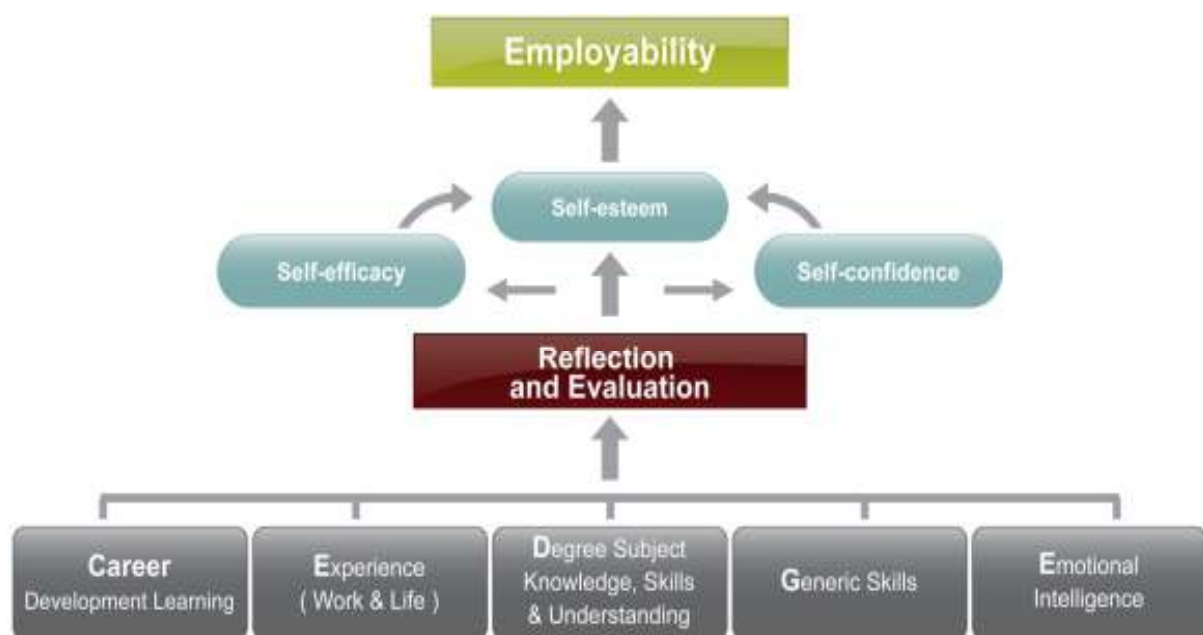 Employability
Self-esteem
Self-efficacy
Self-confidence
Reflection
and Evaluation
Career
Development Learning
Experience
( Work & Life )
Degree Subject
Knowledge, Skills
& Understanding
Generic Skills
Emotional
Intelligence